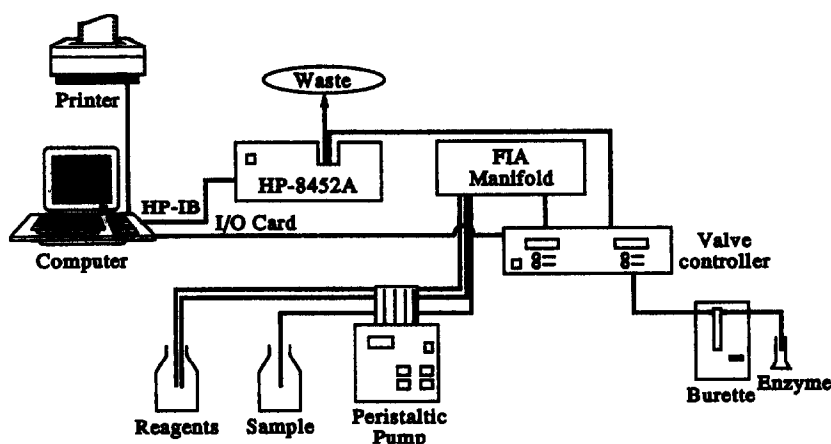 Waste
Printer
FIA
Manifold
HP-8452A
HP-IB
I/O Card
Computer
Valve
controller
Reagents
Sample
Peristaltic
Pump
Burette
Enzyme